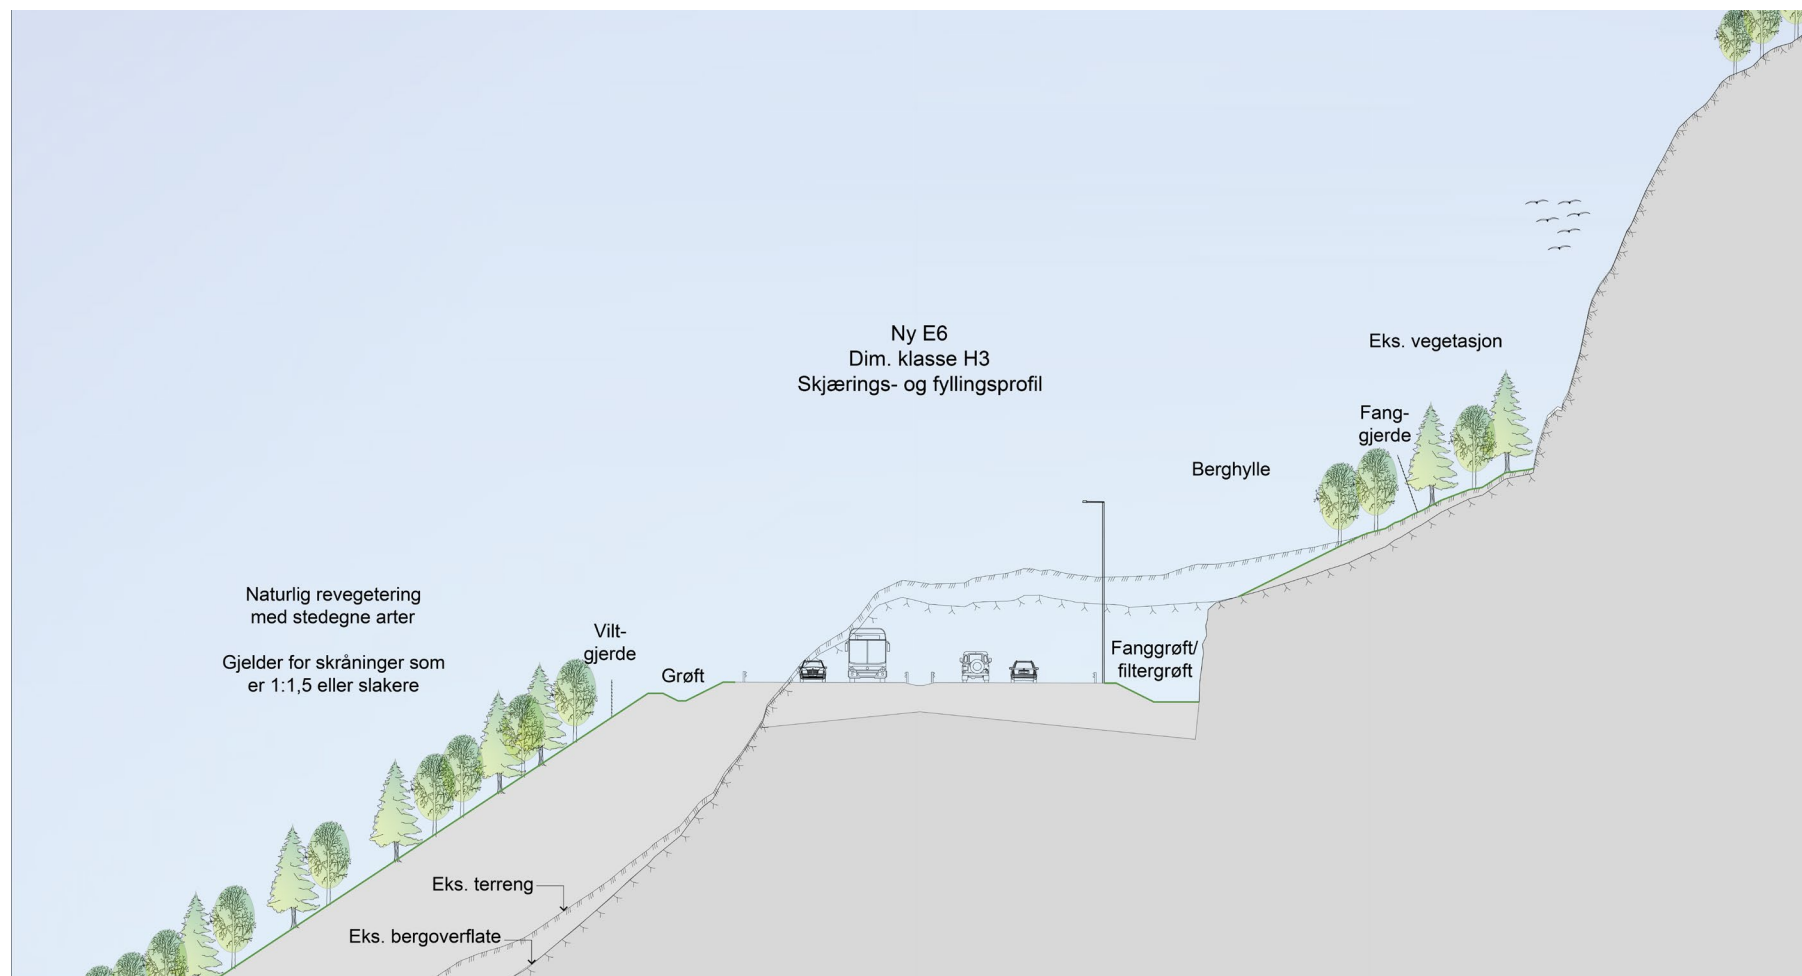 Ny E6
Dim. klasse H3
Skjærings- og fyllingsprofil
Eks. vegetasjon
Fang-
gjerde
Berghylle
Naturlig revegetering
med stedegne arter
Gjelder for skråninger som
er 1:1,5 eller slakere
Vilt-
gjerde
Grøft
Fanggrøft/
filtergrøft
Eks. terreng
Eks. bergoverflate